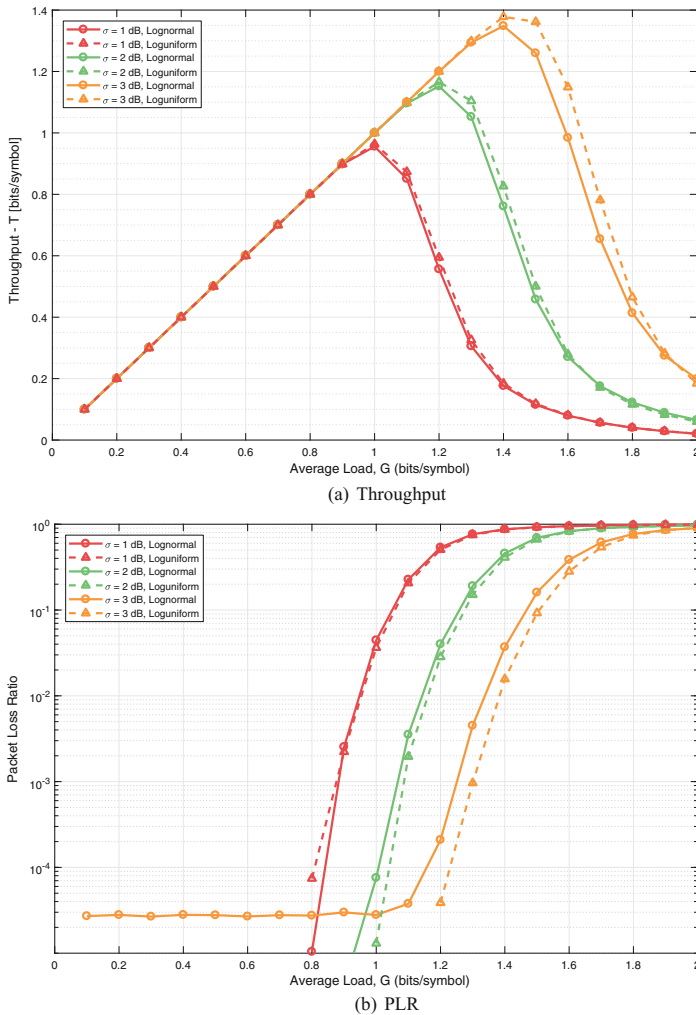 1.4
1.2
1
0.8
0.6
0.4
0.2
0
Throughput - T [bits/symbol]
σ = 1 dB, Lognormal
σ = 1 dB, Loguniform
σ = 2 dB, Lognormal
σ = 2 dB, Loguniform
σ = 3 dB, Lognormal
σ = 3 dB, Loguniform
0 0.2 0.4 0.6 0.8 1 1.2 1.4 1.6 1.8 2
Average Load, G (bits/symbol)
(a) Throughput
10⁰
10⁻¹
10⁻²
10⁻³
10⁻⁴
Packet Loss Ratio
σ = 1 dB, Lognormal
σ = 1 dB, Loguniform
σ = 2 dB, Lognormal
σ = 2 dB, Loguniform
σ = 3 dB, Lognormal
σ = 3 dB, Loguniform
0 0.2 0.4 0.6 0.8 1 1.2 1.4 1.6 1.8 2
Average Load, G (bits/symbol)
(b) PLR